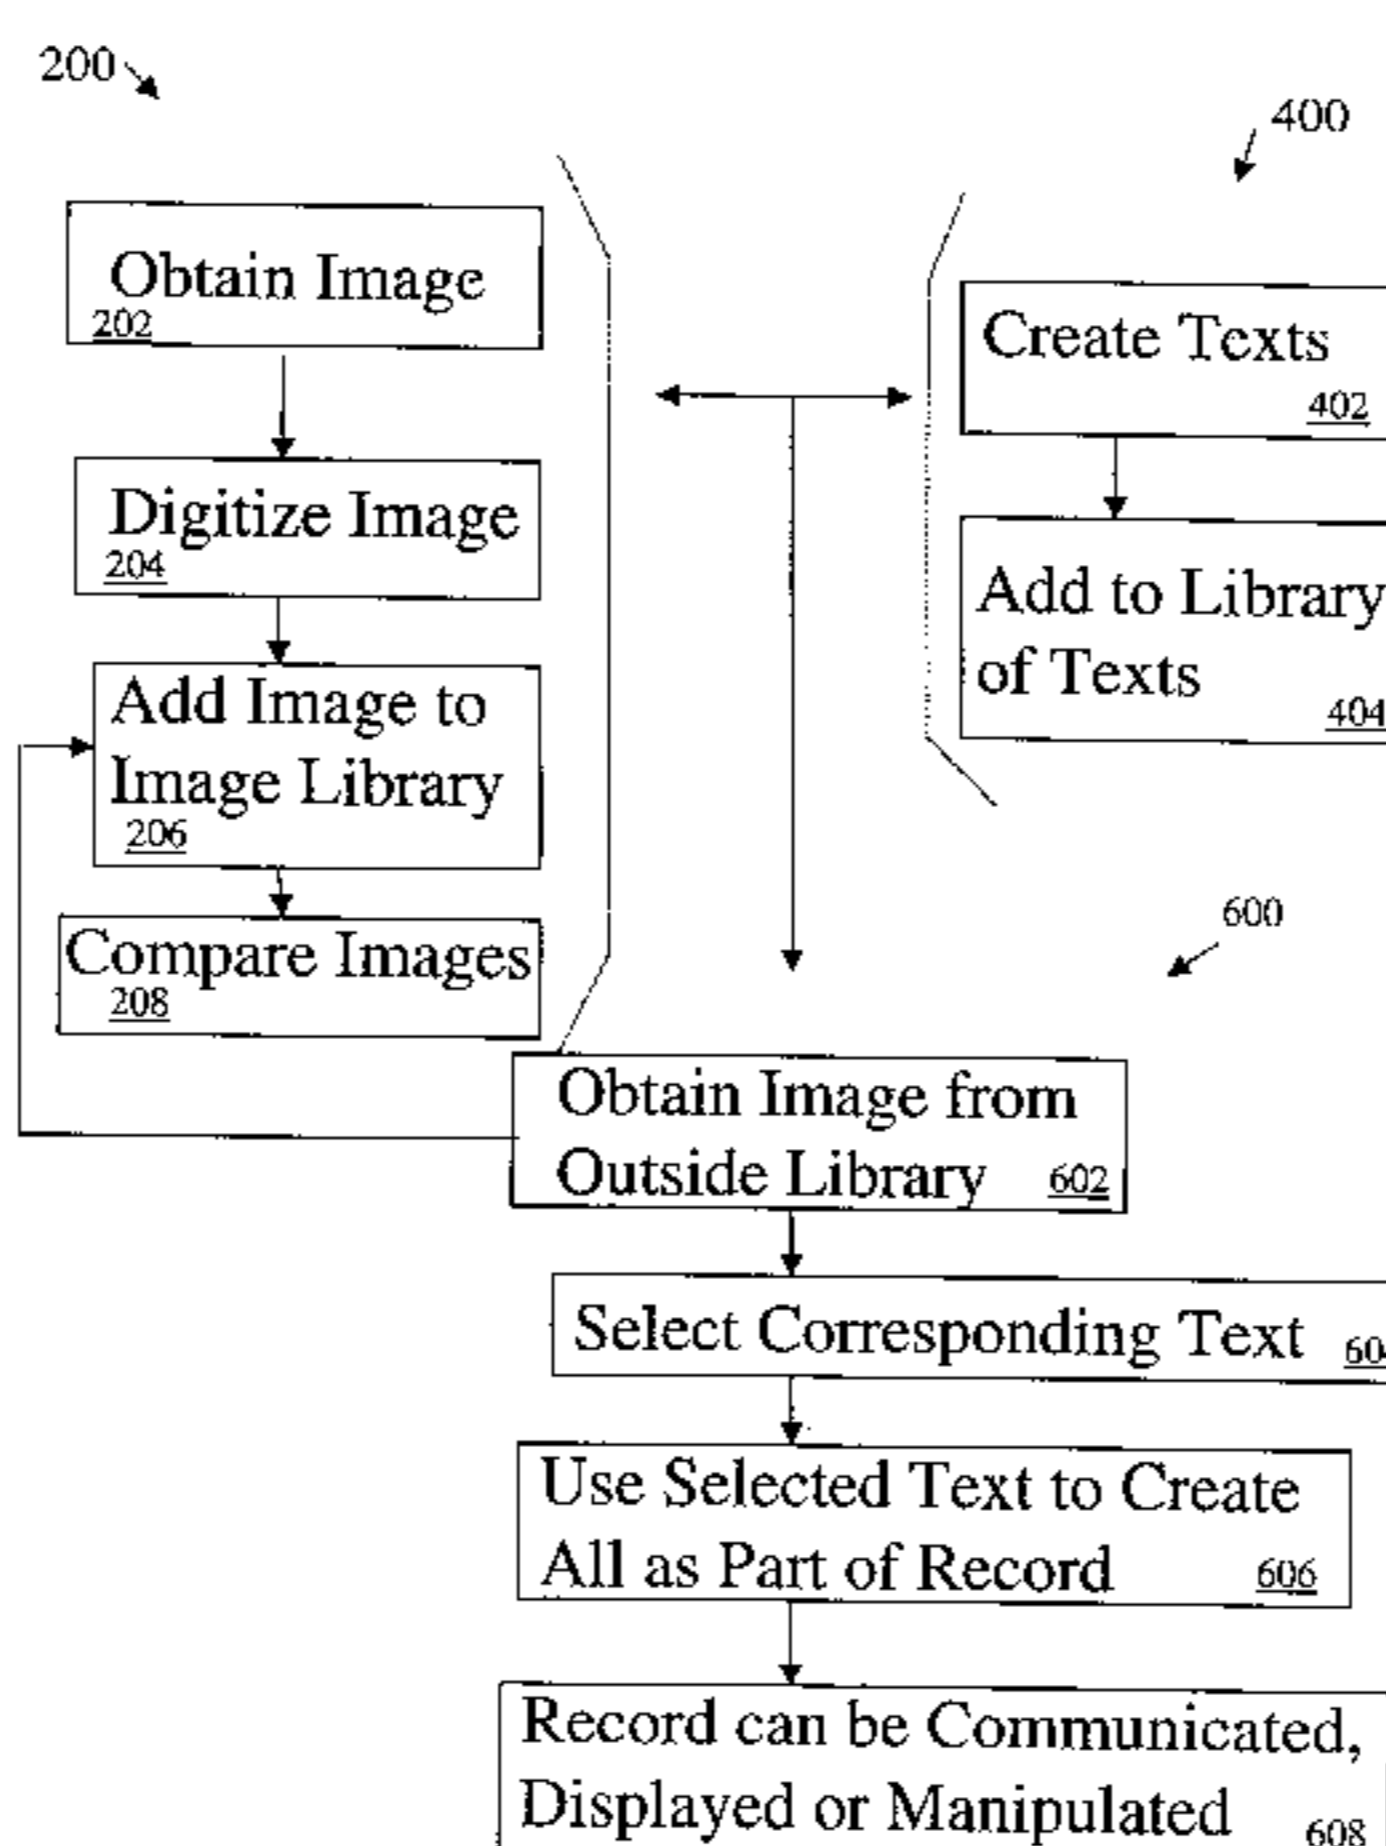 200
400
Obtain Image
202
Create Texts
402
Digitize Image
204
Add to Library
of Texts
404
Add Image to
Image Library
206
600
Compare Images
208
Obtain Image from
Outside Library 602
Select Corresponding Text 604
Use Selected Text to Create
All as Part of Record 606
Record can be Communicated,
Displayed or Manipulated 608